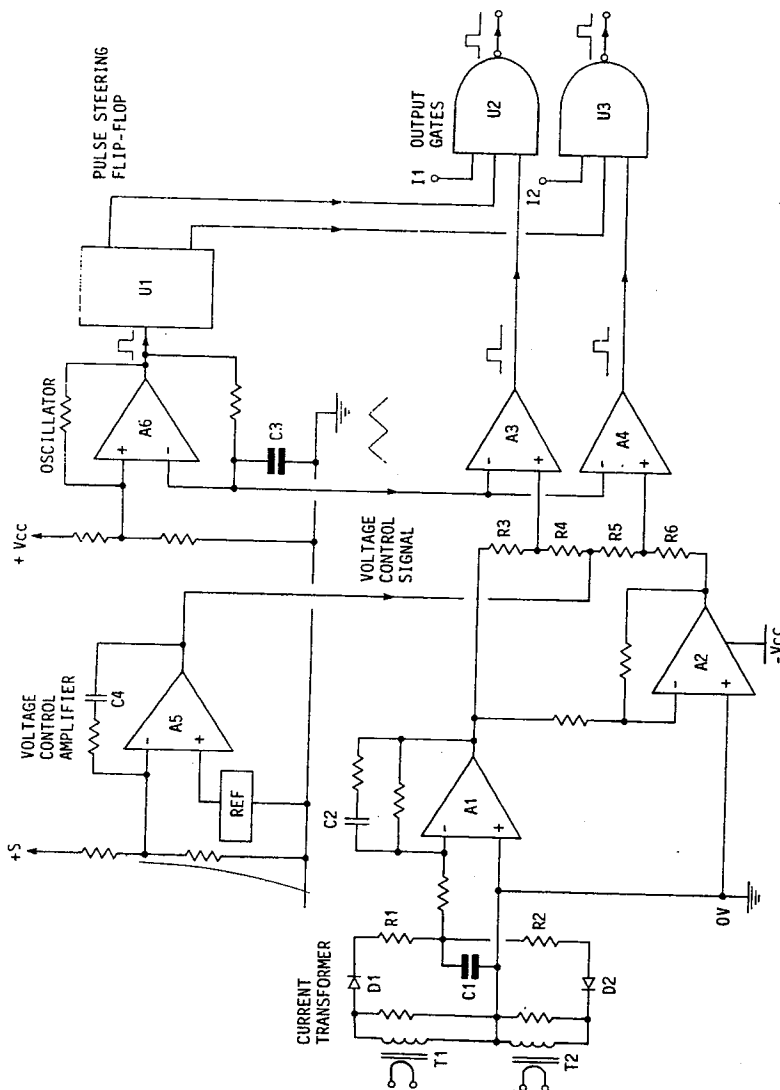 PULSE STEERING
FLIP-FLOP
OSCILLATOR
+ Vcc
U1
A6
+
-
C3
VOLTAGE
CONTROL
AMPLIFIER
+S
C4
A5
-
+
REF
VOLTAGE
CONTROL
SIGNAL
OUTPUT
GATES
I1
U2
I2
U3
CURRENT
TRANSFORMER
T1
T2
D1
D2
R1
R2
C1
C2
A1
-
+
0V
R3
R4
R5
R6
A3
-
+
A4
-
+
A2
-
+
-Vcc